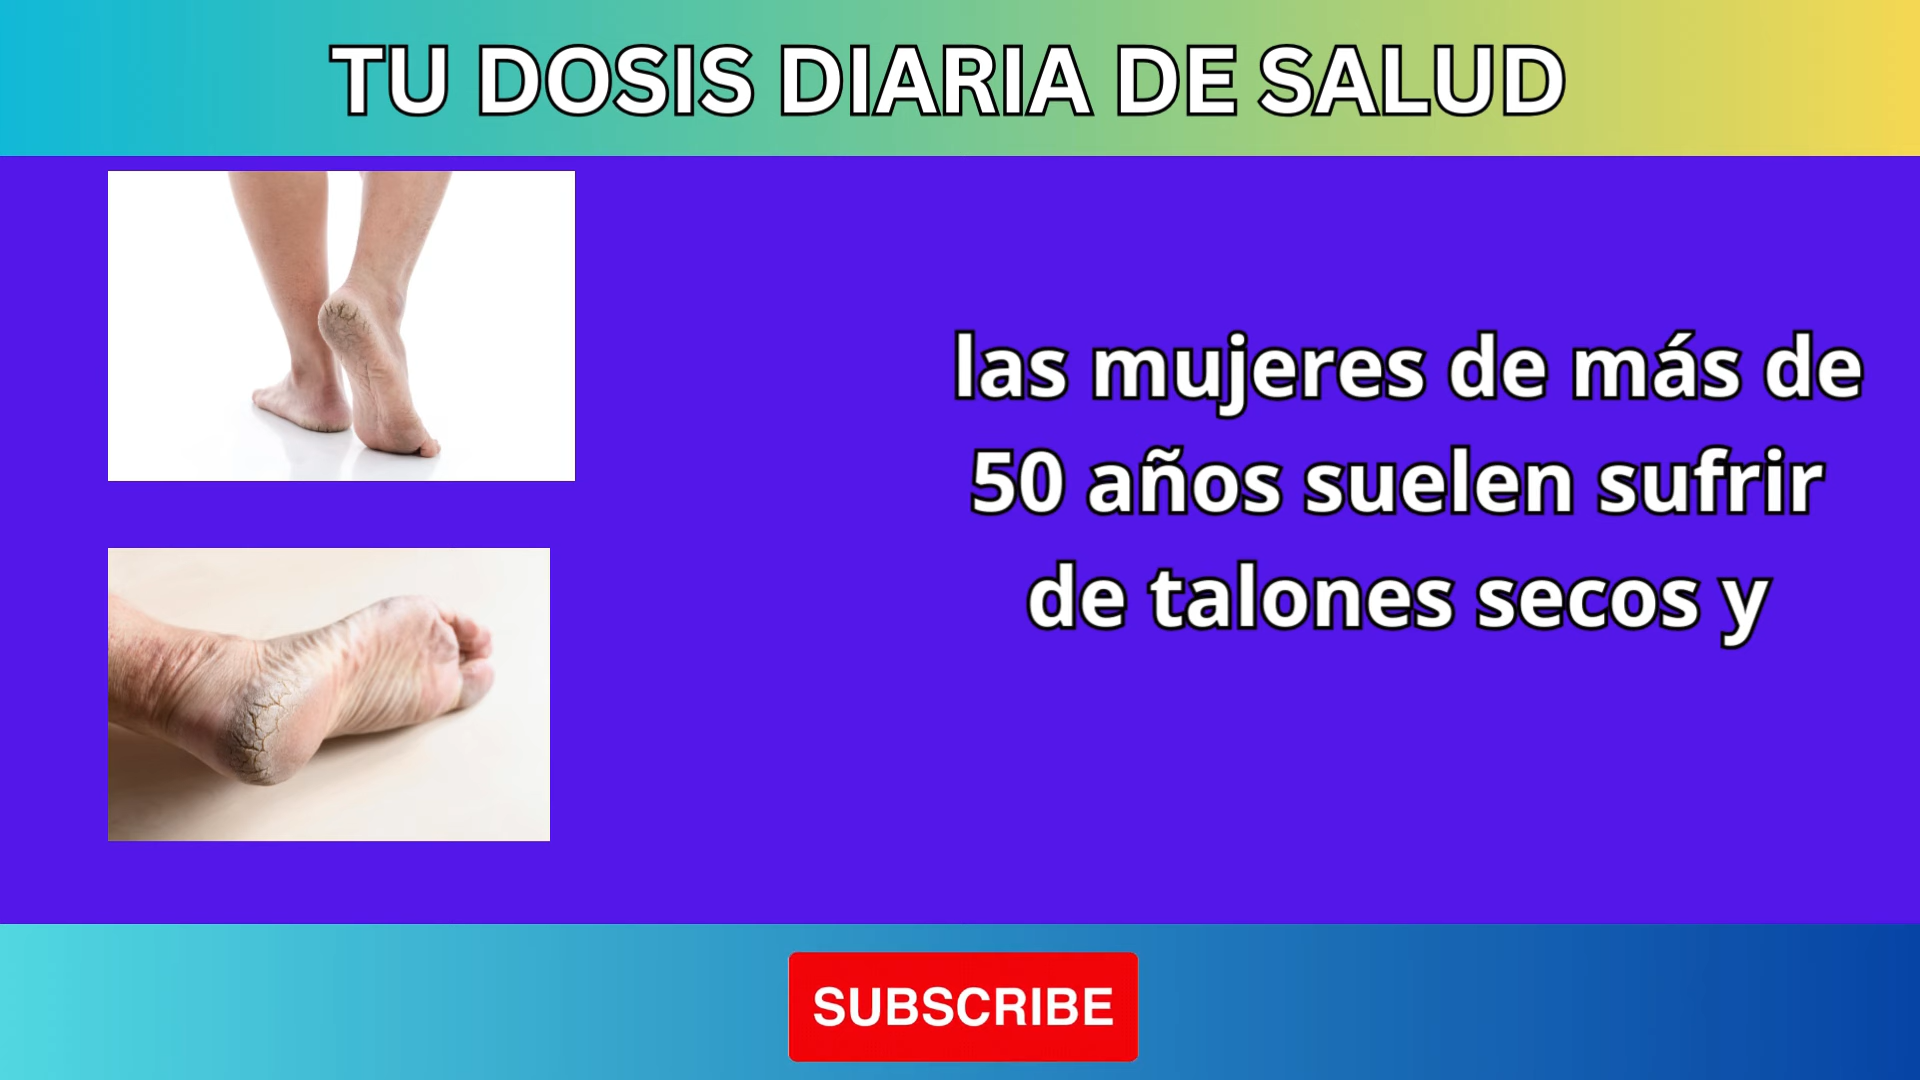 TU DOSIS DIARIA DE SALUD
las mujeres de más de
50 años suelen sufrir
de talones secos y
SUBSCRIBE